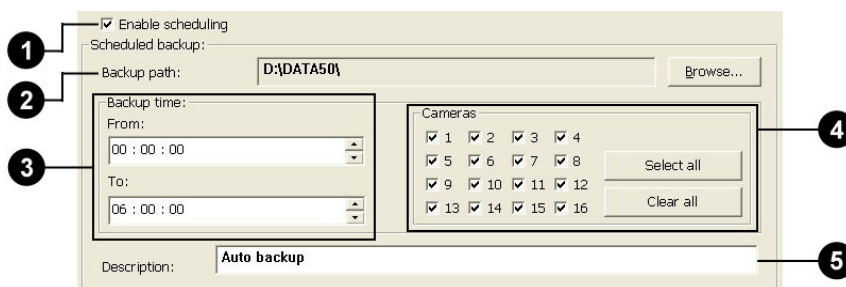 1
Enable scheduling
Scheduled backup:
2
Backup path:
D:\DATA50\
Browse...
3
Backup time:
From:
00 : 00 : 00
To:
06 : 00 : 00
4
Cameras
1 2 3 4
5 6 7 8
9 10 11 12
13 14 15 16
Select all
Clear all
Description:
Auto backup
5